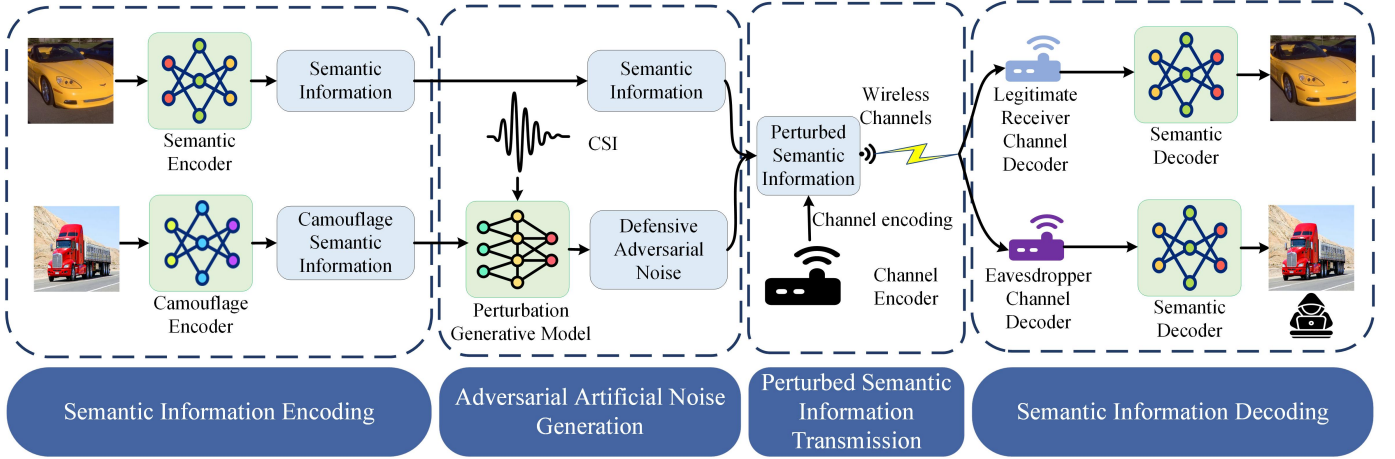 Semantic
Encoder
Semantic
Information
Camouflage
Encoder
Camouflage
Semantic
Information
Semantic Information Encoding
Semantic
Information
CSI
Perturbation
Generative Model
Defensive
Adversarial
Noise
Adversarial Artificial Noise
Generation
Perturbed
Semantic
Information
Wireless
Channels
Channel encoding
Channel
Encoder
Perturbed Semantic
Information
Transmission
Legitimate
Receiver
Channel
Decoder
Semantic
Decoder
Eavesdropper
Channel
Decoder
Semantic
Decoder
Semantic Information Decoding